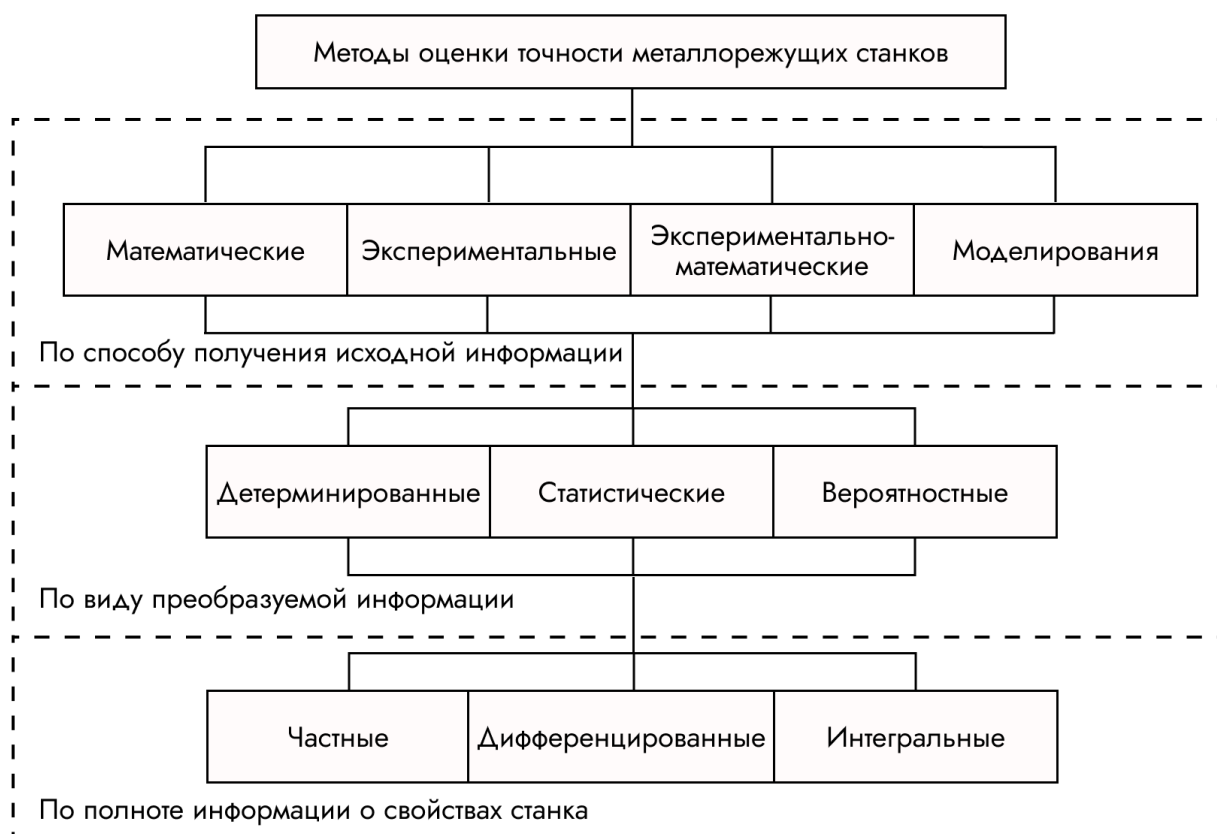 Методы оценки точности металлорежущих станков
Математические
Экспериментальные
Экспериментально-
математические
Моделирования
По способу получения исходной информации
Детерминированные
Статистические
Вероятностные
По виду преобразуемой информации
Частные
Дифференцированные
Интегральные
По полноте информации о свойствах станка